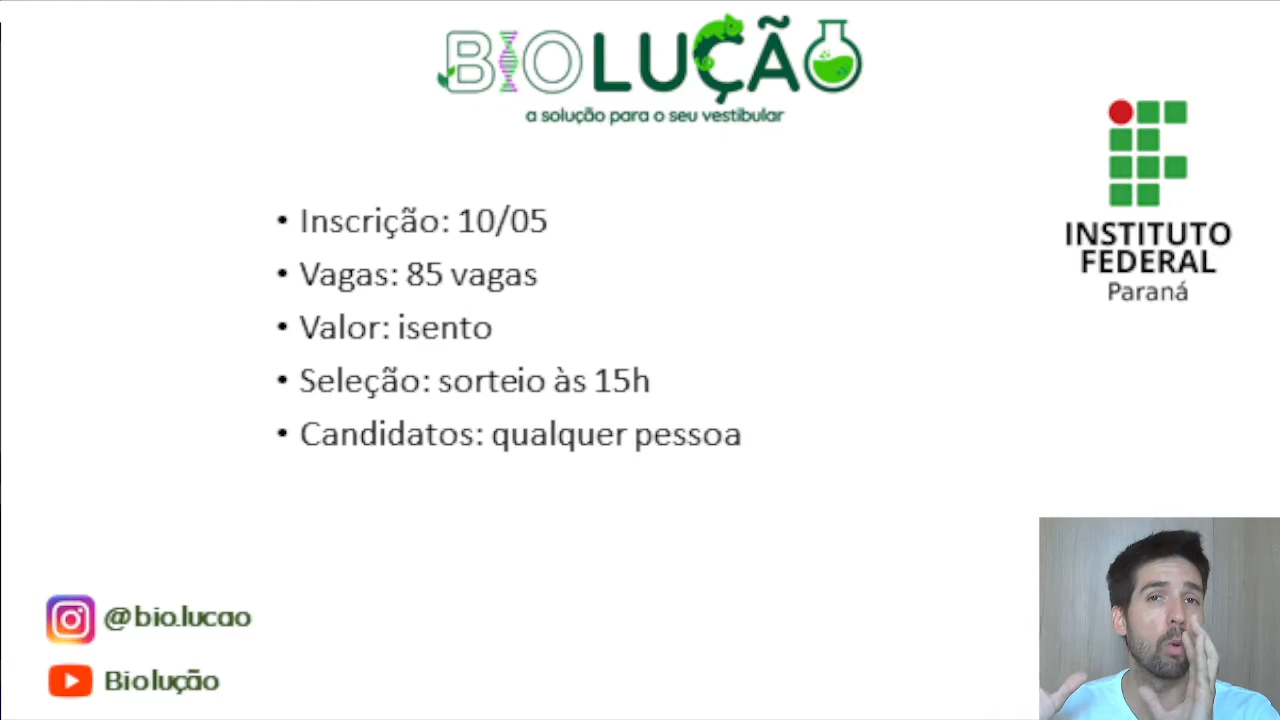 BIOLUÇÃO
a solução para o seu vestibular
INSTITUTO
FEDERAL
Paraná
• Inscrição: 10/05
• Vagas: 85 vagas
• Valor: isento
• Seleção: sorteio às 15h
• Candidatos: qualquer pessoa
@bio.lucao
Biolução